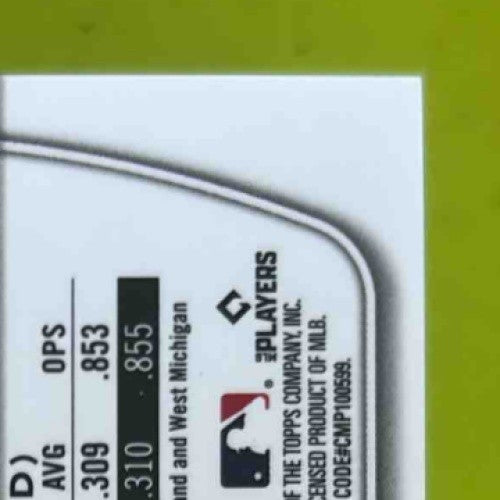 D)
AVG OPS
.309 .853
.310 .855
and and West Michigan
PLAYERS
OF THE TOPPS COMPANY, INC.
ENSED PRODUCT OF MLB.
CODE#CMP100599.